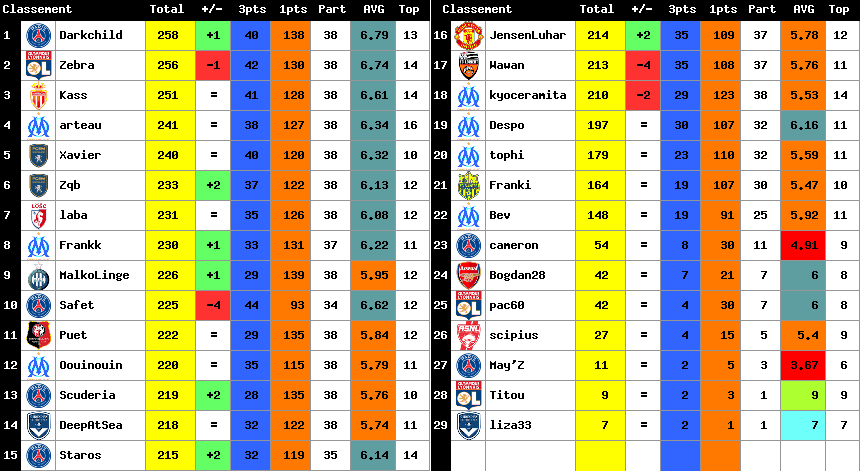 Classement Total +/- 3pts 1pts Part AVG Top
1 Darkchild 258 +1 40 138 38 6.79 13
2 Zebra 256 -1 42 130 38 6.74 14
3 Kass 251 = 41 128 38 6.61 14
4 arteau 241 = 38 127 38 6.34 16
5 Xavier 240 = 40 120 38 6.32 10
6 Zqb 233 +2 37 122 38 6.13 12
7 LOSC laba 231 = 35 126 38 6.08 12
8 Frankk 230 +1 33 131 37 6.22 11
9 MalkoLinge 226 +1 29 139 38 5.95 12
10 Safet 225 -4 44 93 34 6.62 12
11 Puet 222 = 29 135 38 5.84 12
12 Oouinouin 220 = 35 115 38 5.79 11
13 Scuderia 219 +2 28 135 38 5.76 10
14 DeepAtSea 218 = 32 122 38 5.74 11
15 Staros 215 +2 32 119 35 6.14 14
Classement Total +/- 3pts 1pts Part AVG Top
16 JensenLuhar 214 +2 35 109 37 5.78 12
17 Wawan 213 -4 35 108 37 5.76 11
18 kyoceramita 210 -2 29 123 38 5.53 14
19 Despo 197 = 30 107 32 6.16 11
20 tophi 179 = 23 110 32 5.59 11
21 Franki 164 = 19 107 30 5.47 10
22 Bev 148 = 19 91 25 5.92 11
23 cameron 54 = 8 30 11 4.91 9
24 Bogdan28 42 = 7 21 7 6 8
25 OL pac60 42 = 4 30 7 6 8
26 ASNL scipius 27 = 4 15 5 5.4 9
27 May'Z 11 = 2 5 3 3.67 6
28 OL Titou 9 = 2 3 1 9 9
29 liza33 7 = 2 1 1 7 7